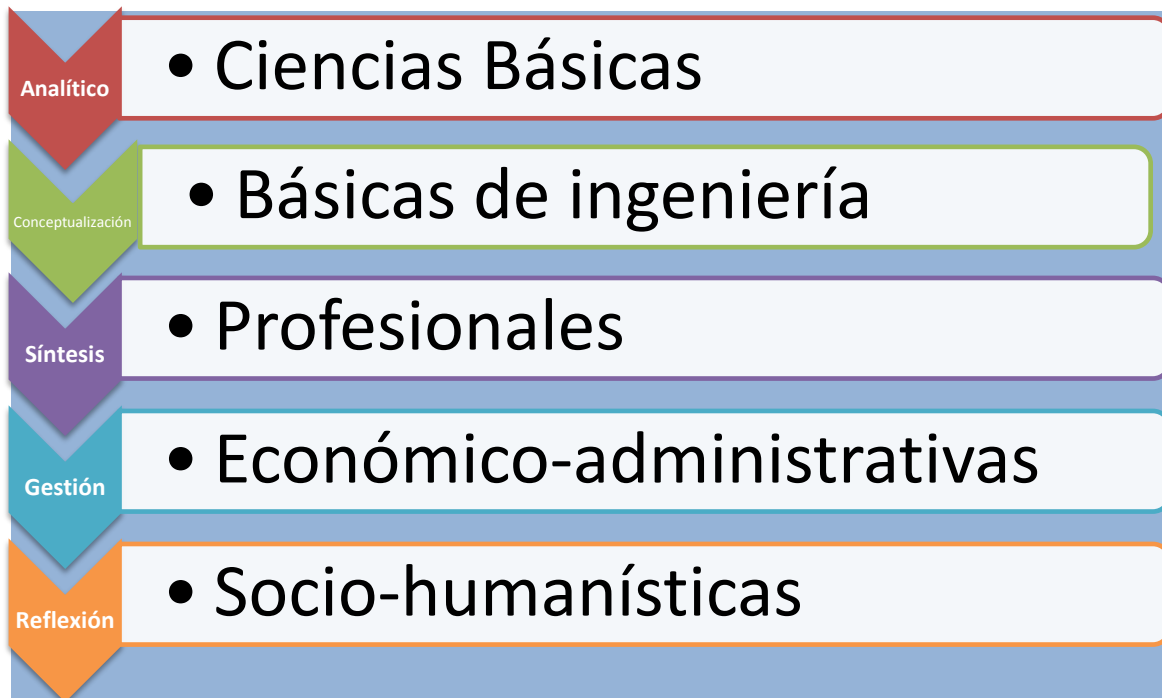 Analítico
• Ciencias Básicas
Conceptualización
• Básicas de ingeniería
Síntesis
• Profesionales
Gestión
• Económico-administrativas
Reflexión
• Socio-humanísticas